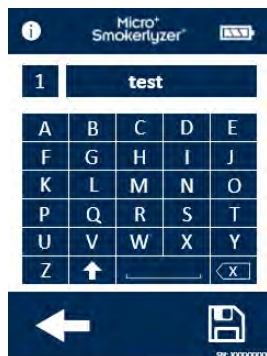 Micro+
Smokerlyzer®
1 test
A B C D E
F G H I J
K L M N O
P Q R S T
U V W X Y
Z X